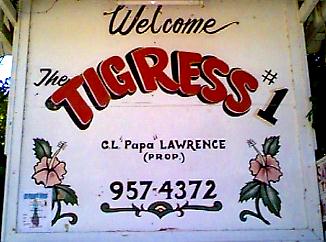 Welcome
The TIGRESS #1
C.L "Papa" LAWRENCE
(PROP.)
957-4372